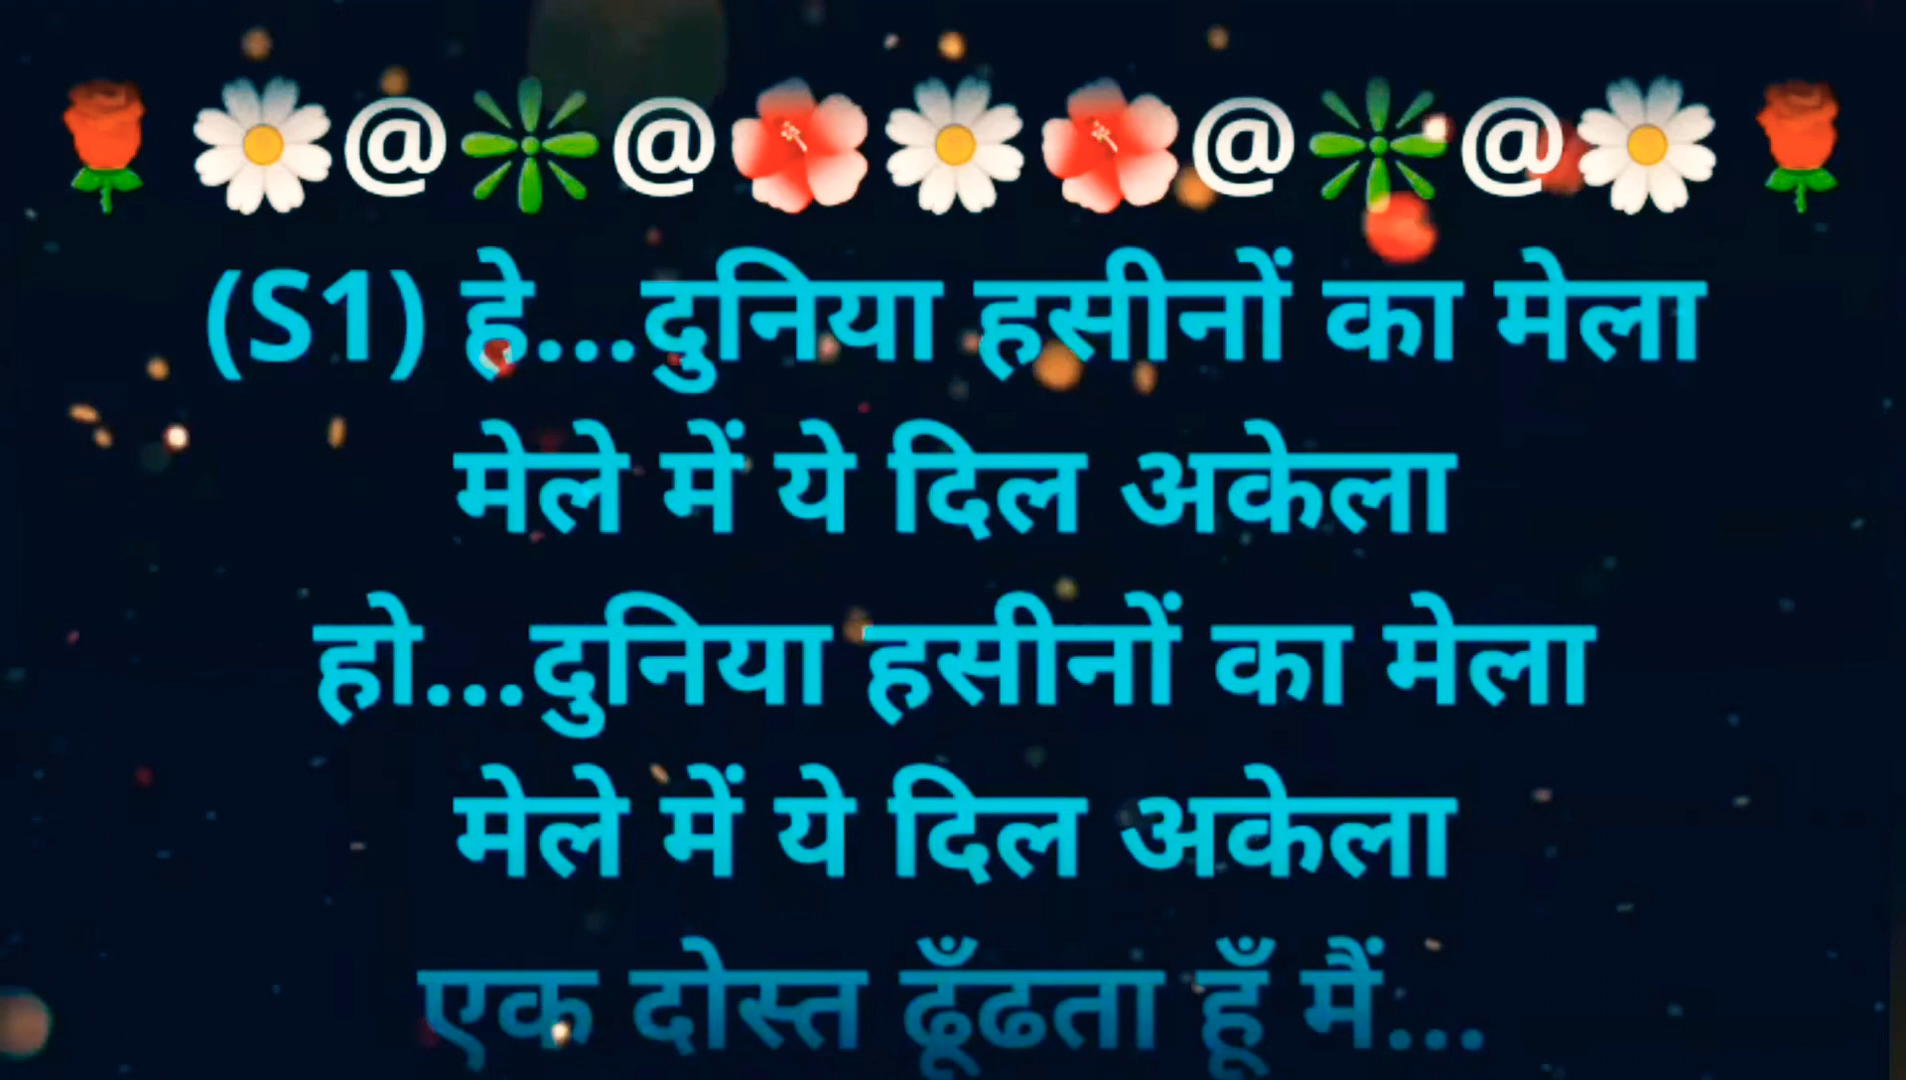 🌹 🌼@❇@🌺🌼🌺@❇@🌼 🌹
(S1) हे...दुनिया हसीनों का मेला
मेले में ये दिल अकेला
हो...दुनिया हसीनों का मेला
मेले में ये दिल अकेला
एक दोस्त ढूँढता हूँ मैं...